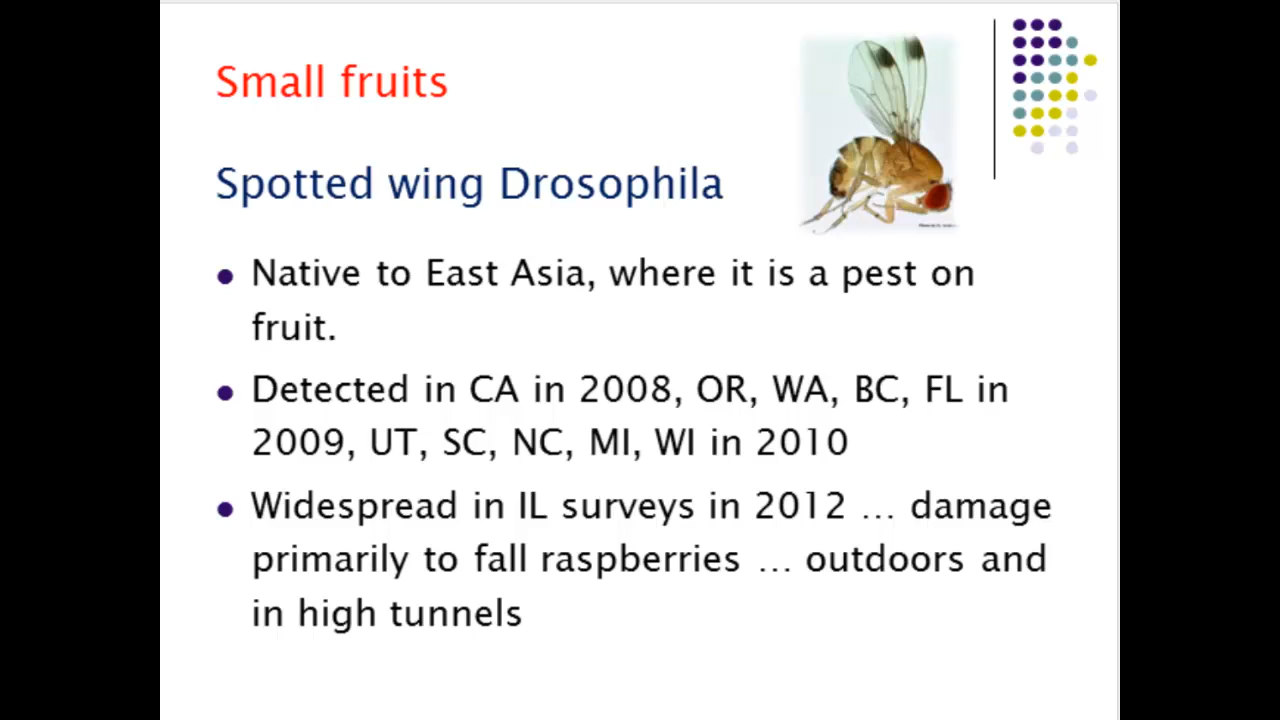 Small fruits
Spotted wing Drosophila
Native to East Asia, where it is a pest on
fruit.
Detected in CA in 2008, OR, WA, BC, FL in
2009, UT, SC, NC, MI, WI in 2010
Widespread in IL surveys in 2012 … damage
primarily to fall raspberries … outdoors and
in high tunnels